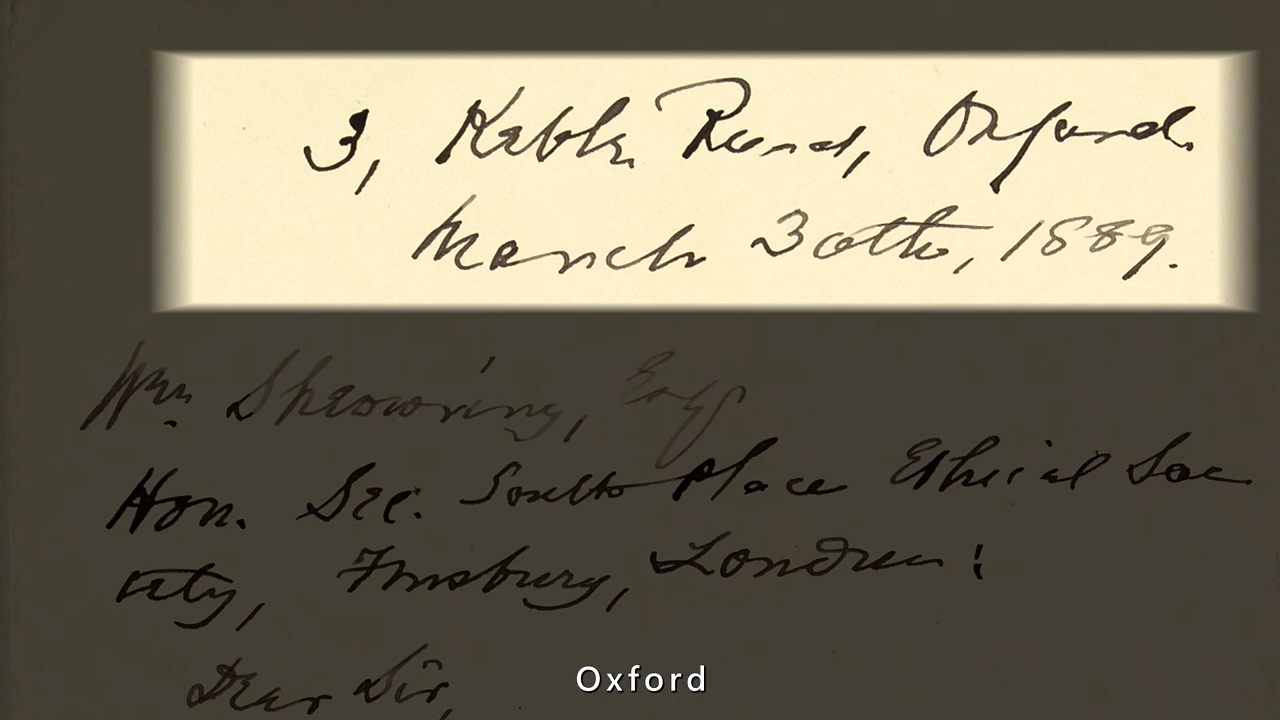 3, Keble Road, Oxford.
March 30th, 1889.
Wm. Sheowring, Esq
Hon. Sec. South Place Ethical Soc
iety, Finsbury, London:
Dear Sir,
Oxford